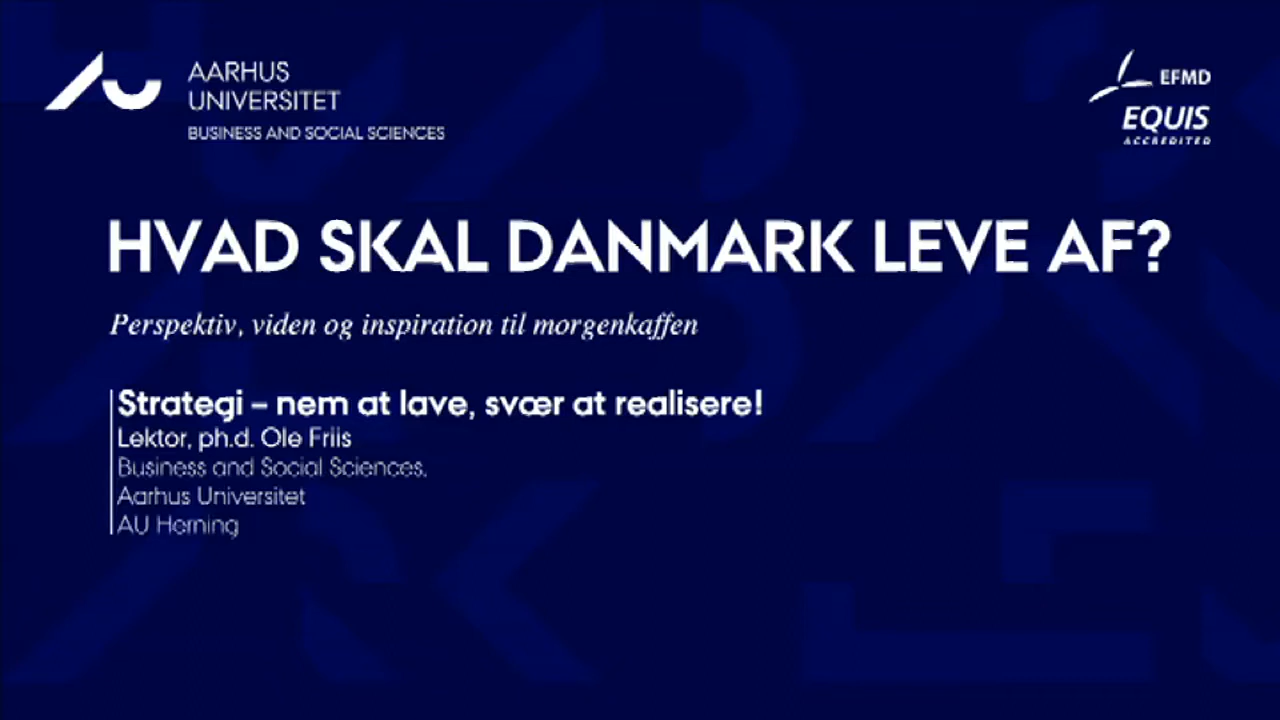 AARHUS
UNIVERSITET
BUSINESS AND SOCIAL SCIENCES
EFMD
EQUIS
ACCREDITED
HVAD SKAL DANMARK LEVE AF?
Perspektiv, viden og inspiration til morgenkaffen
Strategi – nem at lave, svær at realisere!
Lektor, ph.d. Ole Friis
Business and Social Sciences,
Aarhus Universitet
AU Herning